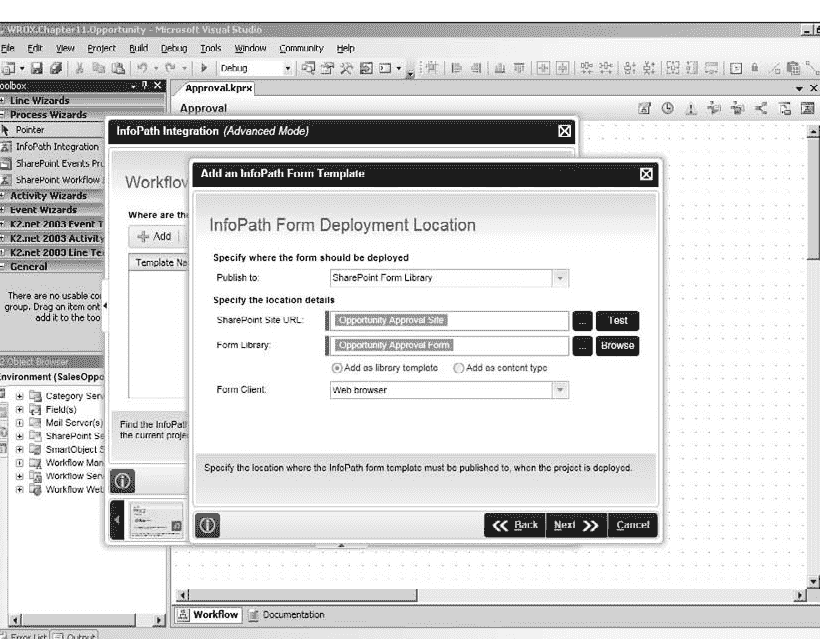 WROX.Chapter11.Opportunity - Microsoft Visual Studio
File Edit View Project Build Debug Tools Window Community Help
Debug
Toolbox
Line Wizards
Process Wizards
Pointer
InfoPath Integration
SharePoint Events Pr
SharePoint Workflow
Activity Wizards
Event Wizards
K2.net 2003 Event T
K2.net 2003 Activity
K2.net 2003 Line Te
General
There are no usable co
group. Drag an item ont
add it to the too
2 Object Browser
Environment (SalesOppo
Category Serv
Field(s)
Mail Server(s)
SharePoint Se
SmartObject S
Workflow Man
Workflow Serv
Workflow Web
Error List Output
Approval.kprx
Approval
InfoPath Integration (Advanced Mode)
Workflow
Where are the
Add
Template Na
Find the InfoPath
the current proje
Add an InfoPath Form Template
InfoPath Form Deployment Location
Specify where the form should be deployed
Publish to: SharePoint Form Library
Specify the location details
SharePoint Site URL: Opportunity Approval Site ... Test
Form Library: Opportunity Approval Form ... Browse
Add as library template Add as content type
Form Client: Web browser
Specify the location where the InfoPath form template must be published to, when the project is deployed.
Back Next Cancel
Workflow Documentation